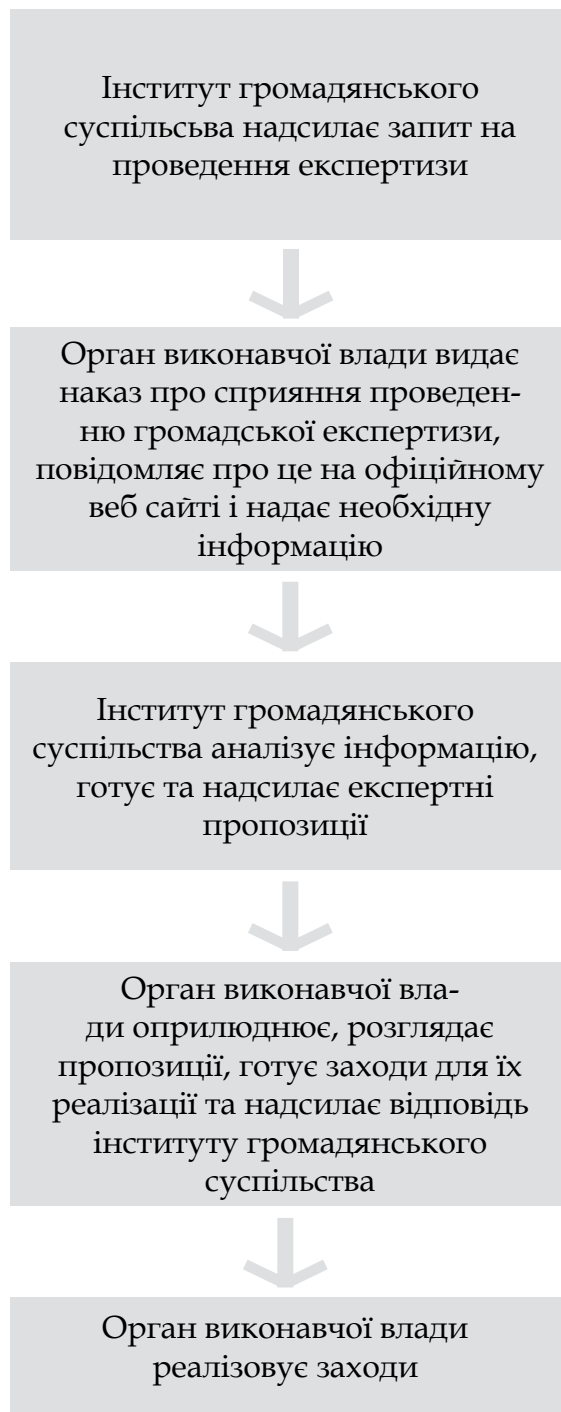 Інститут громадянського
суспільсьва надсилає запит на
проведення експертизи
Орган виконавчої влади видає
наказ про сприяння проведен-
ню громадської експертизи,
повідомляє про це на офіційному
веб сайті і надає необхідну
інформацію
Інститут громадянського
суспільства аналізує інформацію,
готує та надсилає експертні
пропозиції
Орган виконавчої вла-
ди оприлюднює, розглядає
пропозиції, готує заходи для їх
реалізації та надсилає відповідь
інституту громадянського
суспільства
Орган виконавчої влади
реалізовує заходи